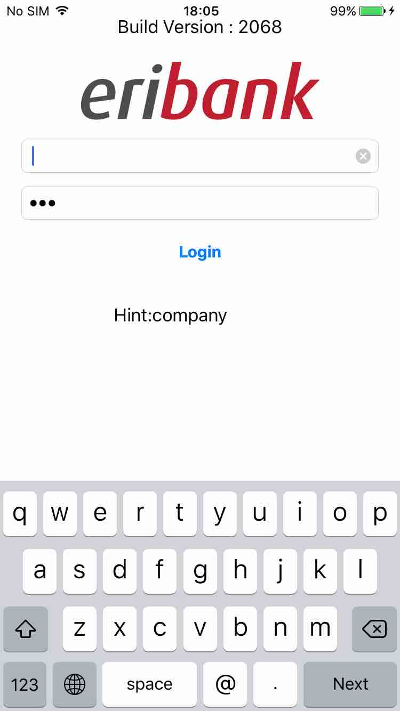 No SIM 18:05 99%
Build Version : 2068
eribank
Login
Hint:company
q w e r t y u i o p
a s d f g h j k l
z x c v b n m
123 space @ . Next